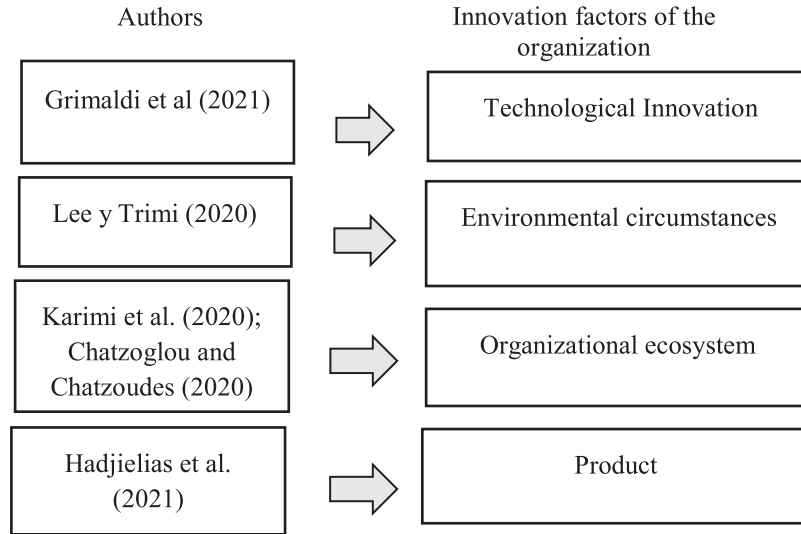 Authors
Innovation factors of the
organization
Grimaldi et al (2021)
Technological Innovation
Lee y Trimi (2020)
Environmental circumstances
Karimi et al. (2020);
Chatzoglou and
Chatzoudes (2020)
Organizational ecosystem
Hadjielias et al.
(2021)
Product